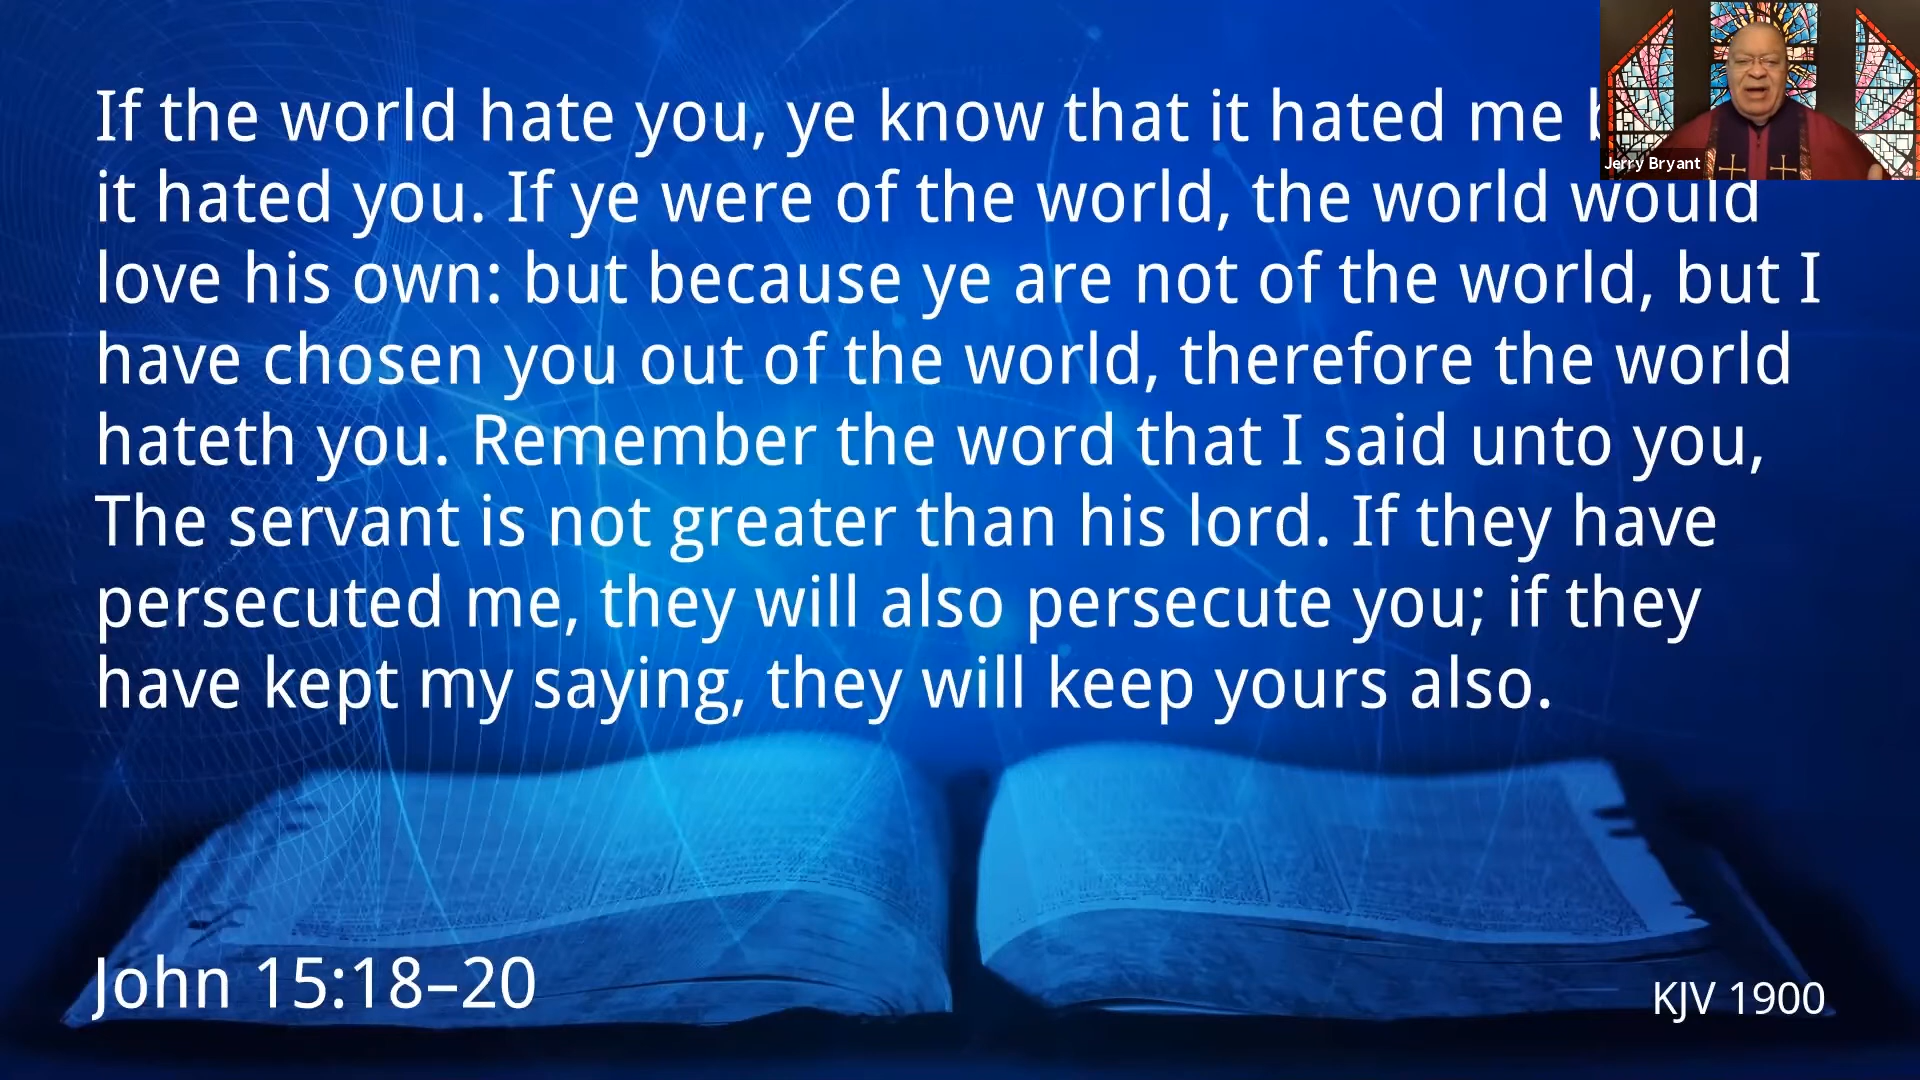 If the world hate you, ye know that it hated me
it hated you. If ye were of the world, the world would
love his own: but because ye are not of the world, but I
have chosen you out of the world, therefore the world
hateth you. Remember the word that I said unto you,
The servant is not greater than his lord. If they have
persecuted me, they will also persecute you; if they
have kept my saying, they will keep yours also.
John 15:18–20
KJV 1900
Jerry Bryant